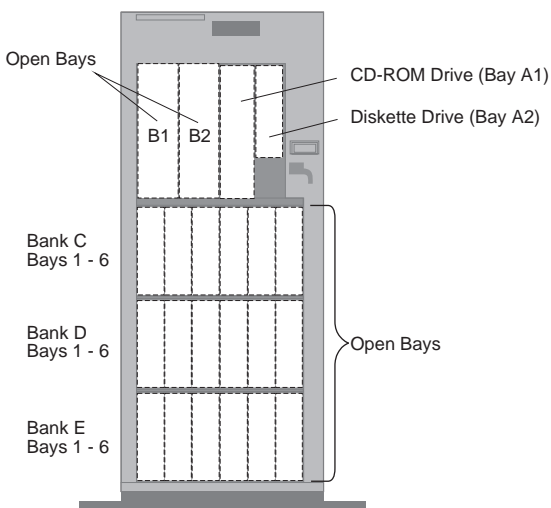 Open Bays
CD-ROM Drive (Bay A1)
Diskette Drive (Bay A2)
B1
B2
Bank C
Bays 1 - 6
Bank D
Bays 1 - 6
Open Bays
Bank E
Bays 1 - 6